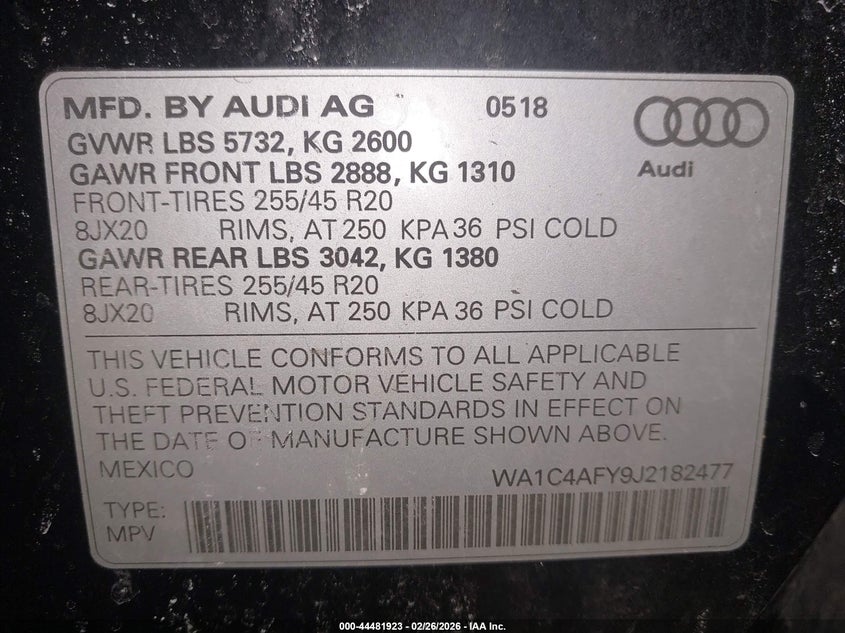 MFD. BY AUDI AG 0518
GVWR LBS 5732, KG 2600
GAWR FRONT LBS 2888, KG 1310
Audi
FRONT-TIRES 255/45 R20
8JX20 RIMS, AT 250 KPA 36 PSI COLD
GAWR REAR LBS 3042, KG 1380
REAR-TIRES 255/45 R20
8JX20 RIMS, AT 250 KPA 36 PSI COLD
THIS VEHICLE CONFORMS TO ALL APPLICABLE
U.S. FEDERAL MOTOR VEHICLE SAFETY AND
THEFT PREVENTION STANDARDS IN EFFECT ON
THE DATE OF MANUFACTURE SHOWN ABOVE.
MEXICO WA1C4AFY9J2182477
TYPE:
MPV
000-44481923 - 02/26/2026 - IAA Inc.